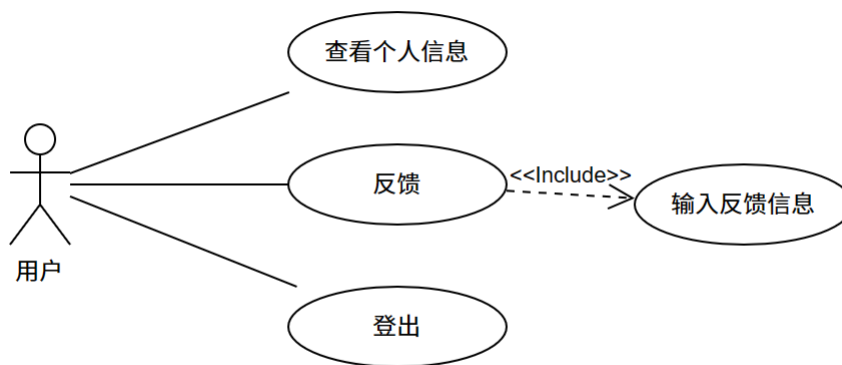 查看个人信息
反馈
<<Include>>
输入反馈信息
用户
登出